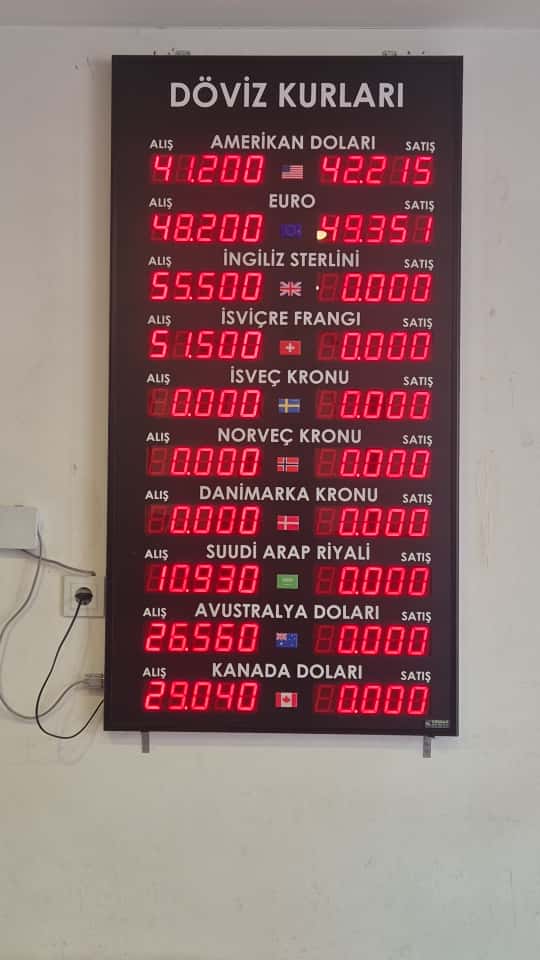 DÖVİZ KURLARI
ALIŞ AMERİKAN DOLARI SATIŞ
41.200 42.215
ALIŞ EURO SATIŞ
48.200 49.351
ALIŞ İNGİLİZ STERLİNİ SATIŞ
55.500 0.000
ALIŞ İSVİÇRE FRANGI SATIŞ
51.500 0.000
ALIŞ İSVEÇ KRONU SATIŞ
0.000 0.000
ALIŞ NORVEÇ KRONU SATIŞ
0.000 0.000
ALIŞ DANİMARKA KRONU SATIŞ
0.000 0.000
ALIŞ SUUDİ ARAP RİYALİ SATIŞ
10.930 0.000
ALIŞ AVUSTRALYA DOLARI SATIŞ
26.560 0.000
ALIŞ KANADA DOLARI SATIŞ
29.040 0.000